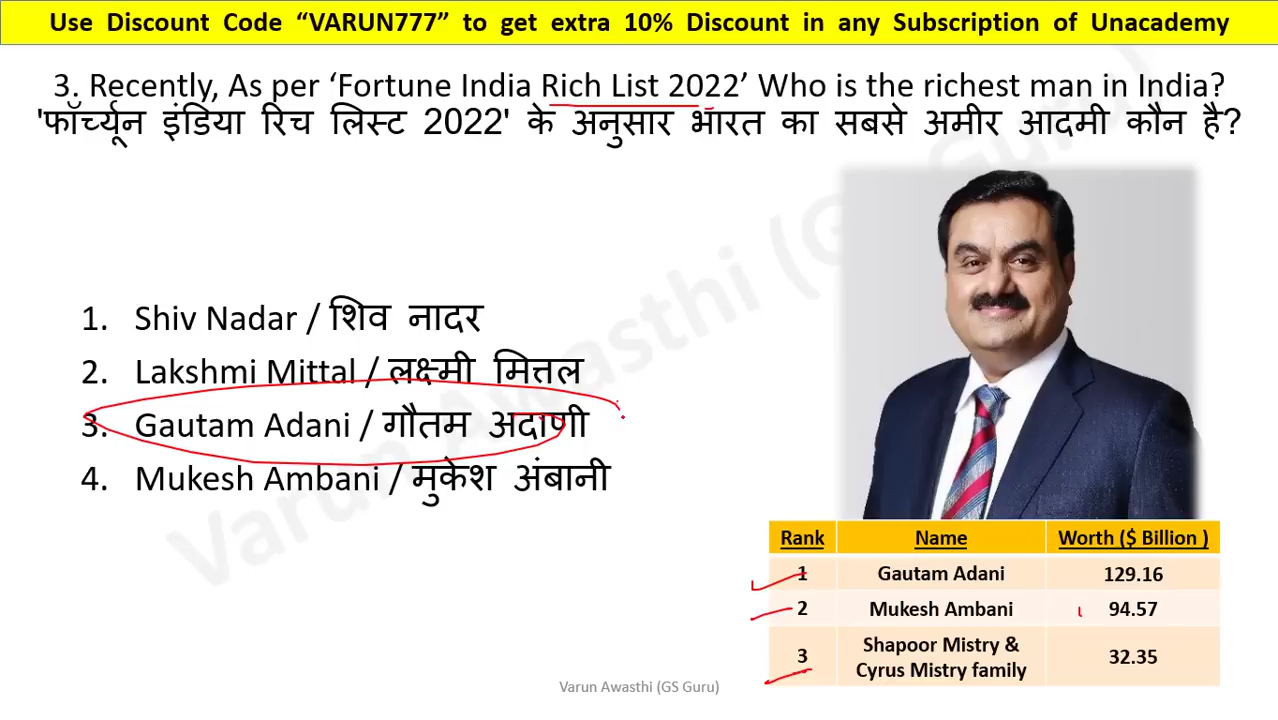 Use Discount Code “VARUN777” to get extra 10% Discount in any Subscription of Unacademy
3. Recently, As per ‘Fortune India Rich List 2022’ Who is the richest man in India?
'फॉर्च्यून इंडिया रिच लिस्ट 2022' के अनुसार भारत का सबसे अमीर आदमी कौन है?
1. Shiv Nadar / शिव नादर
2. Lakshmi Mittal / लक्ष्मी मित्तल
3. Gautam Adani / गौतम अदाणी
4. Mukesh Ambani / मुकेश अंबानी
Rank Name Worth ($ Billion )
1 Gautam Adani 129.16
2 Mukesh Ambani 94.57
3 Shapoor Mistry & Cyrus Mistry family 32.35
Varun Awasthi (GS Guru)
Varun Awasthi (GS Guru)